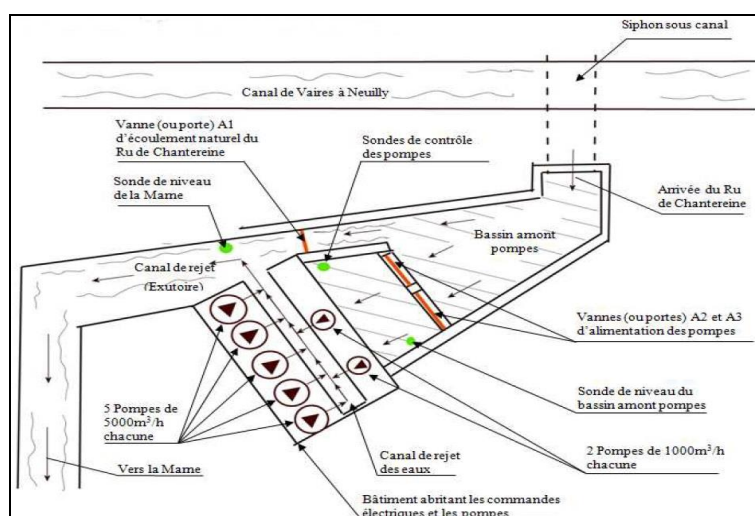 Siphon sous canal
Canal de Vaires à Neuilly
Vanne (ou porte) A1
d'écoulement naturel du
Ru de Chantereine
Sondes de contrôle
des pompes
Sonde de niveau
de la Marne
Arrivée du Ru
de Chantereine
Bassin amont
pompes
Canal de rejet
(Exutoire)
Vannes (ou portes) A2 et A3
d'alimentation des pompes
Sonde de niveau du
bassin amont pompes
5 Pompes de
5000m³/h
chacune
Canal de rejet
des eaux
2 Pompes de 1000m³/h
chacune
Vers la Marne
Bâtiment abritant les commandes
électriques et les pompes